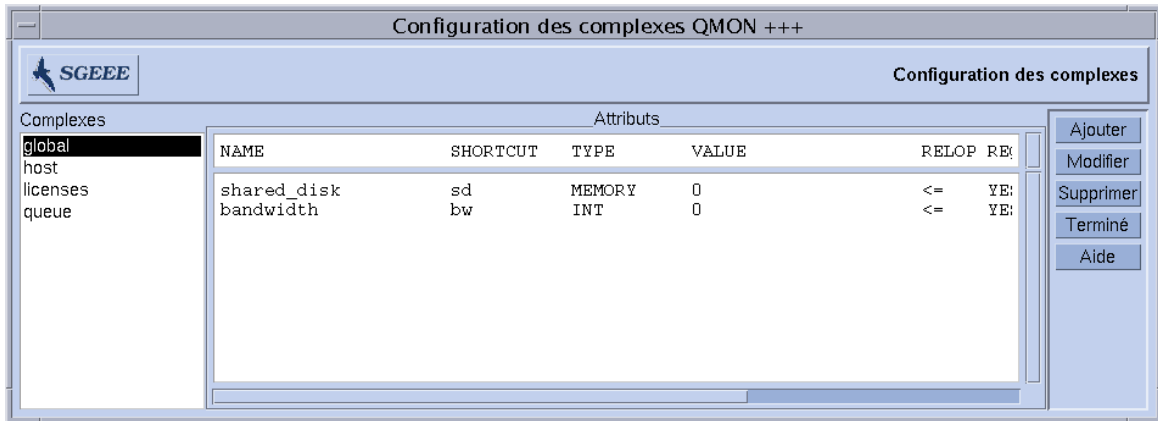 Configuration des complexes QMON +++
SGEEE
Configuration des complexes
Complexes
Attributs
global
host
licenses
queue
NAME SHORTCUT TYPE VALUE RELOP
shared_disk sd MEMORY 0 <=
bandwidth bw INT 0 <=
Ajouter
Modifier
Supprimer
Terminé
Aide